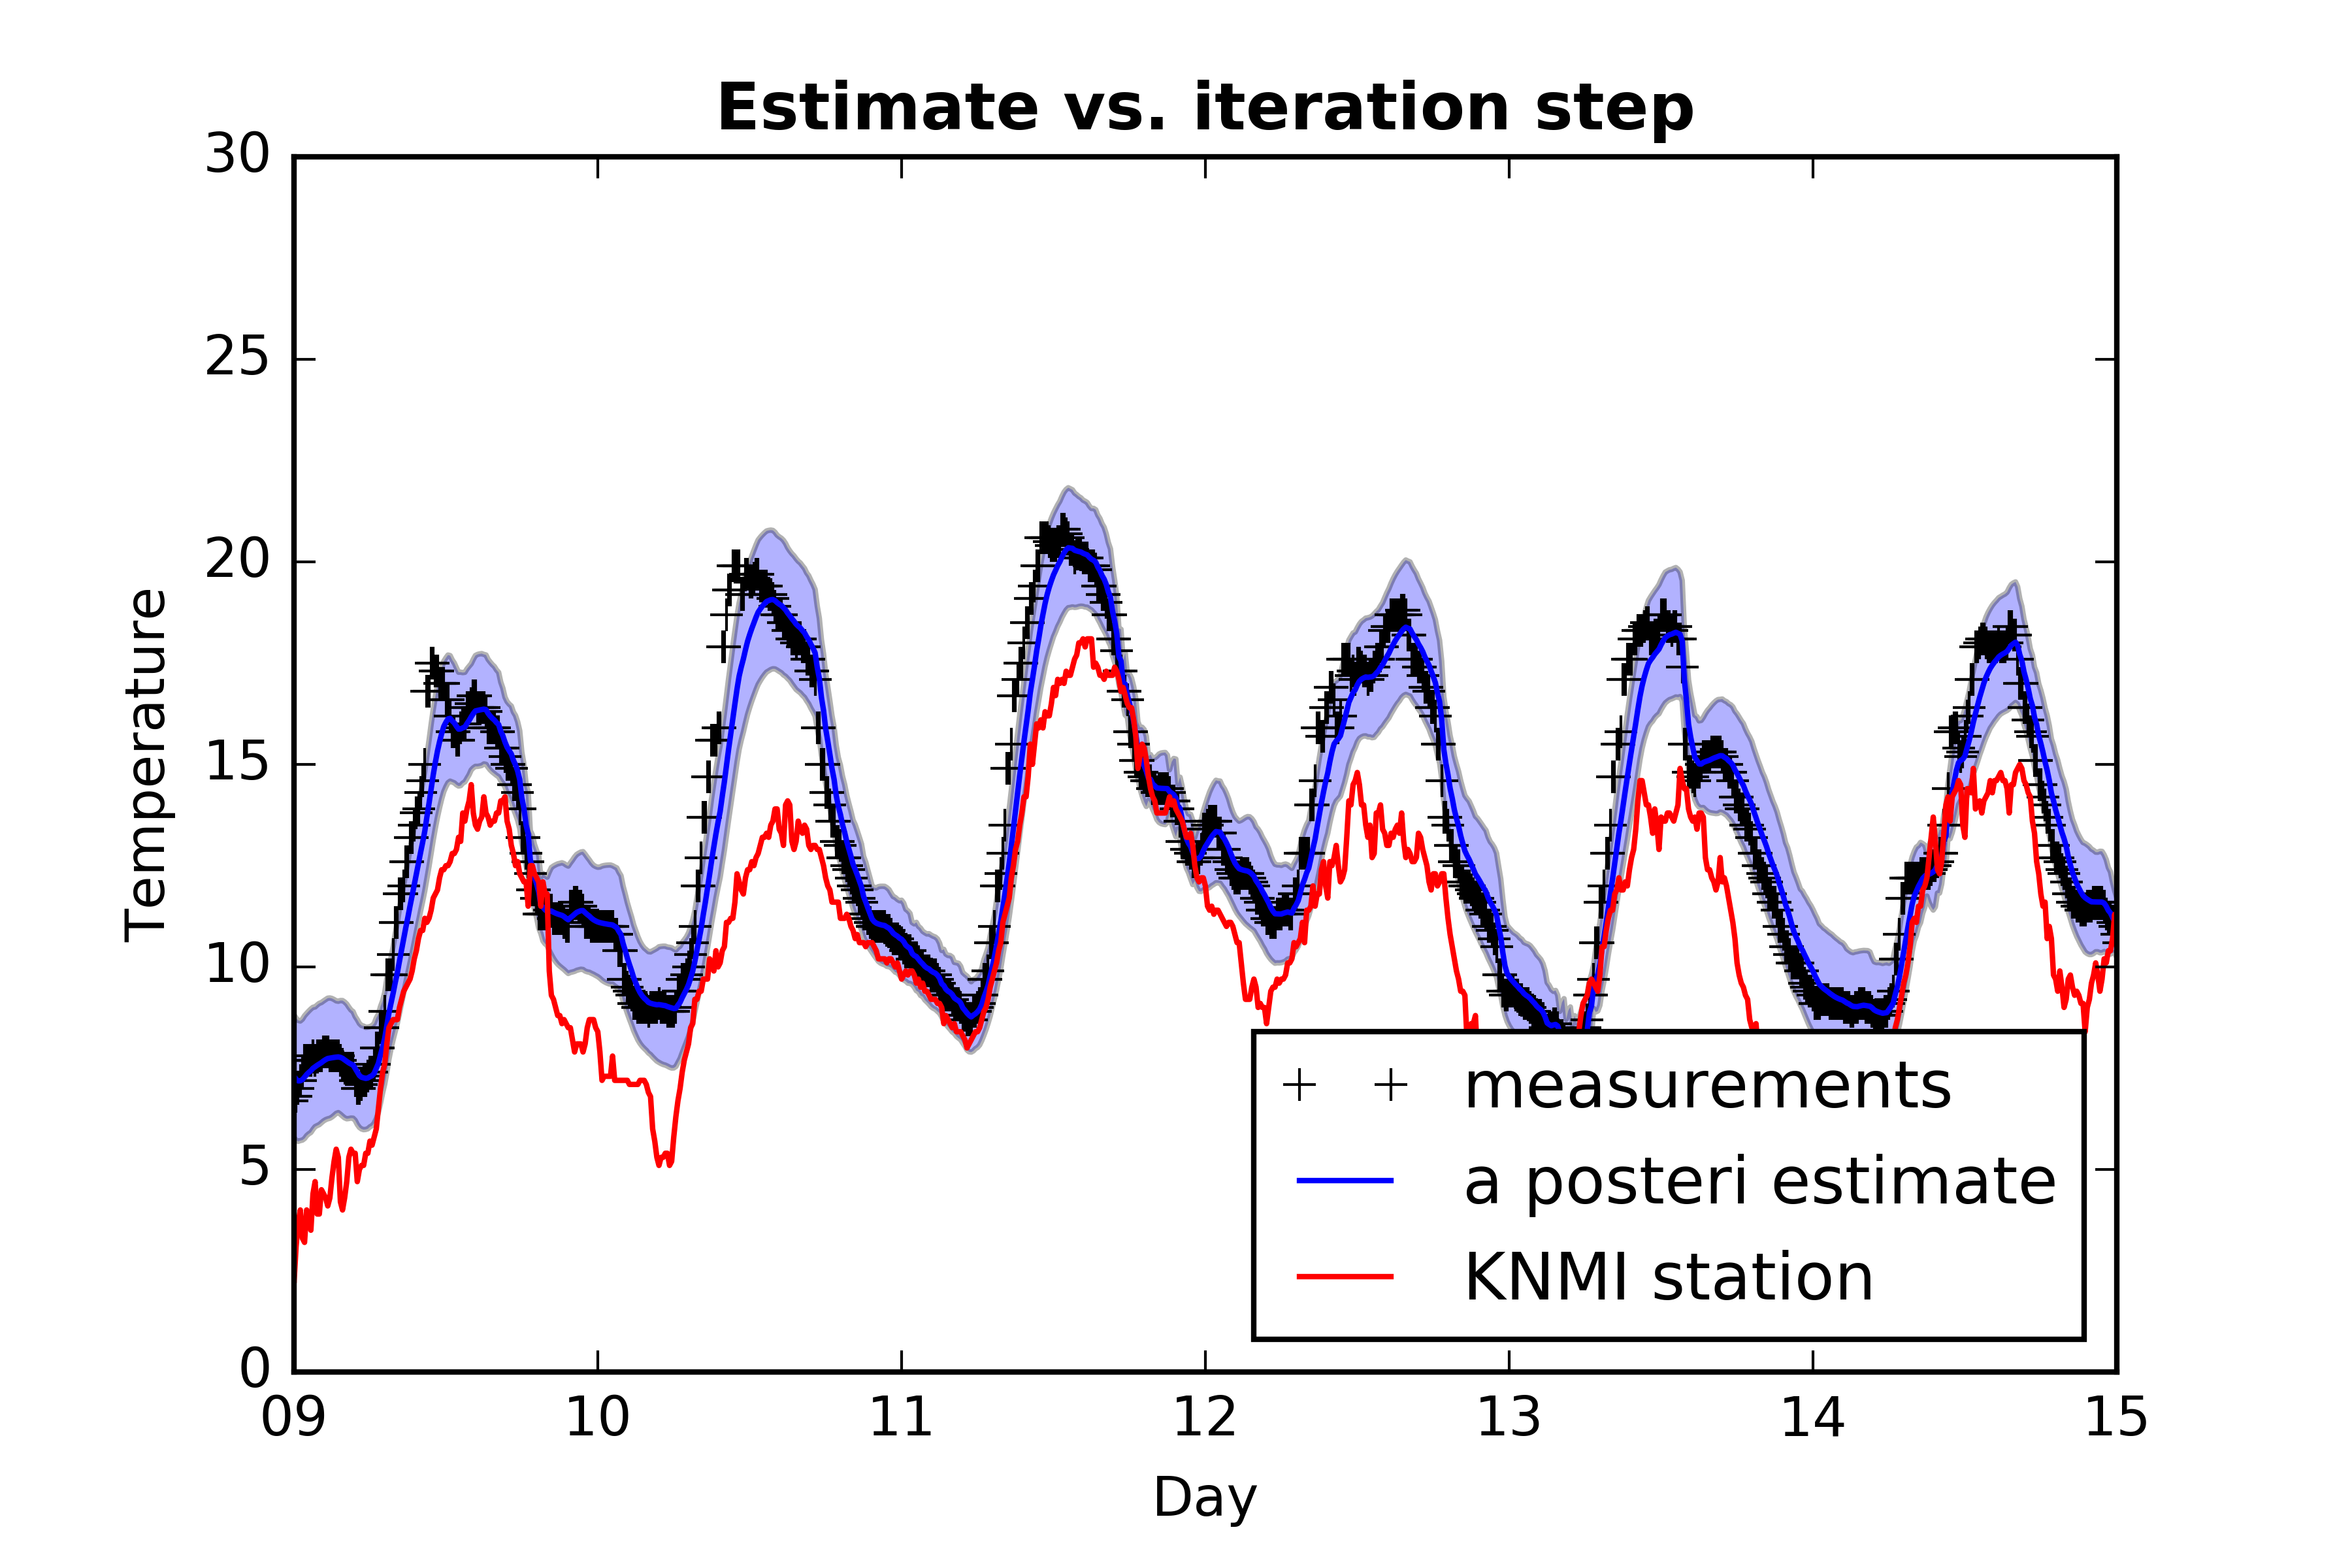 Estimate vs. iteration step
30
25
20
15
10
5
0
Temperature
09 10 11 12 13 14 15
Day
measurements
a posteri estimate
KNMI station